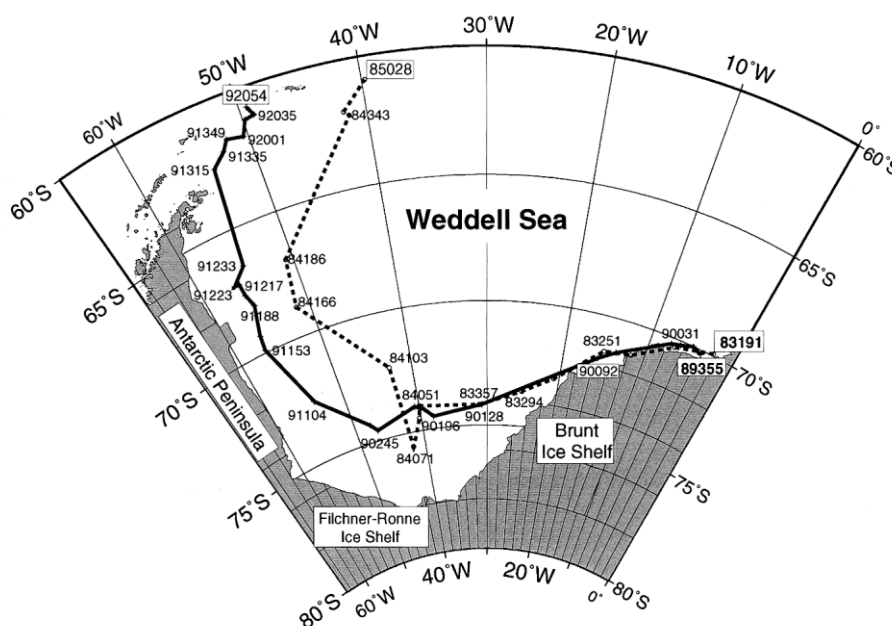 40°W
30°W
20°W
50°W
10°W
60°W
0°
60°S
85028
92054
92035
84343
91349
92001
91335
91315
60°S
Weddell Sea
65°S
84186
91233
91217
84166
91223
91188
65°S
90031
83191
83251
91153
84103
89355
70°S
90092
Antarctic Peninsula
84051
83357
83294
91104
90196
90128
70°S
90245
Brunt
Ice Shelf
84071
75°S
75°S
Filchner-Ronne
Ice Shelf
80°S
60°W
40°W
20°W
0°
80°S